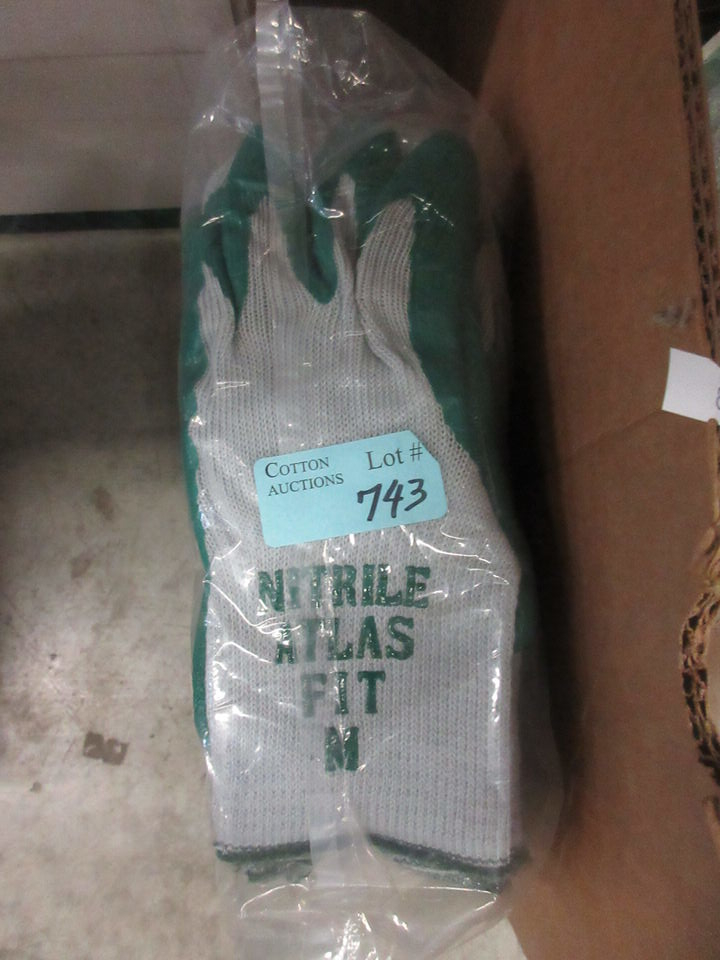 COTTON
AUCTIONS
Lot #
743
NITRILE
ATLAS
FIT
M